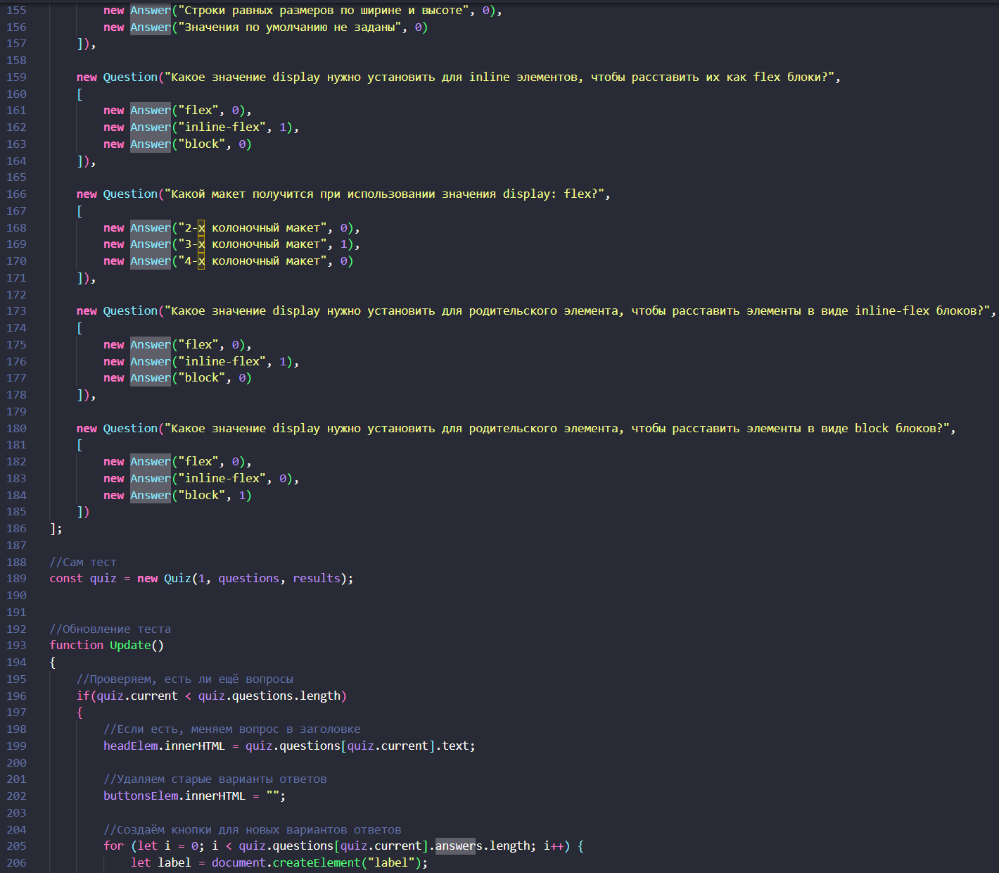 155 new Answer("Строки равных размеров по ширине и высоте", 0),
156 new Answer("Значения по умолчанию не заданы", 0)
157 ]),
158
159 new Question("Какое значение display нужно установить для inline элементов, чтобы расставить их как flex блоки?",
160 [
161 new Answer("flex", 0),
162 new Answer("inline-flex", 1),
163 new Answer("block", 0)
164 ]),
165
166 new Question("Какой макет получится при использовании значения display: flex?",
167 [
168 new Answer("2-х колоночный макет", 0),
169 new Answer("3-х колоночный макет", 1),
170 new Answer("4-х колоночный макет", 0)
171 ]),
172
173 new Question("Какое значение display нужно установить для родительского элемента, чтобы расставить элементы в виде inline-flex блоков?",
174 [
175 new Answer("flex", 0),
176 new Answer("inline-flex", 1),
177 new Answer("block", 0)
178 ]),
179
180 new Question("Какое значение display нужно установить для родительского элемента, чтобы расставить элементы в виде block блоков?",
181 [
182 new Answer("flex", 0),
183 new Answer("inline-flex", 0),
184 new Answer("block", 1)
185 ])
186 ];
187
188 //Сам тест
189 const quiz = new Quiz(1, questions, results);
190
191
192 //Обновление теста
193 function Update()
194 {
195 //Проверяем, есть ли ещё вопросы
196 if(quiz.current < quiz.questions.length)
197 {
198 //Если есть, меняем вопрос в заголовке
199 headElem.innerHTML = quiz.questions[quiz.current].text;
200
201 //Удаляем старые варианты ответов
202 buttonsElem.innerHTML = "";
203
204 //Создаём кнопки для новых вариантов ответов
205 for (let i = 0; i < quiz.questions[quiz.current].answers.length; i++) {
206 let label = document.createElement("label");